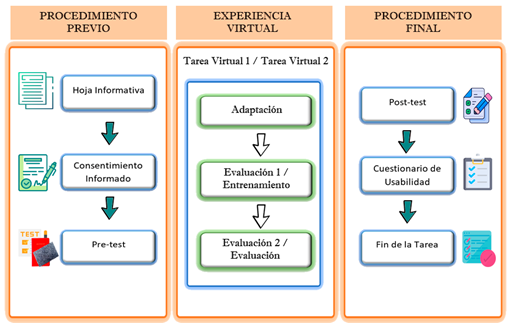 PROCEDIMIENTO
PREVIO
Hoja Informativa
Consentimiento
Informado
TEST
Pre-test
EXPERIENCIA
VIRTUAL
Tarea Virtual 1 / Tarea Virtual 2
Adaptación
Evaluación 1 /
Entrenamiento
Evaluación 2 /
Evaluación
PROCEDIMIENTO
FINAL
Post-test
Cuestionario de
Usabilidad
Fin de la Tarea